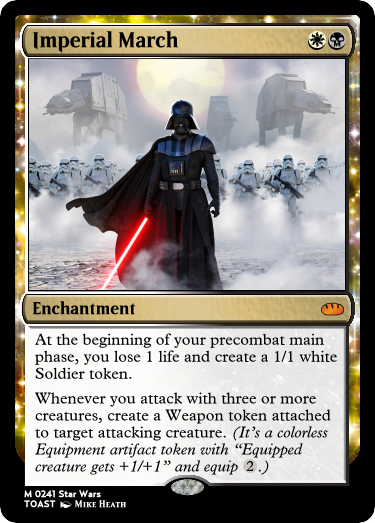 Imperial March
Enchantment
At the beginning of your precombat main
phase, you lose 1 life and create a 1/1 white
Soldier token.
Whenever you attack with three or more
creatures, create a Weapon token attached
to target attacking creature. (It's a colorless
Equipment artifact token with “Equipped
creature gets +1/+1” and equip 2.)
M 0241 Star Wars
TOAST Mike Heath